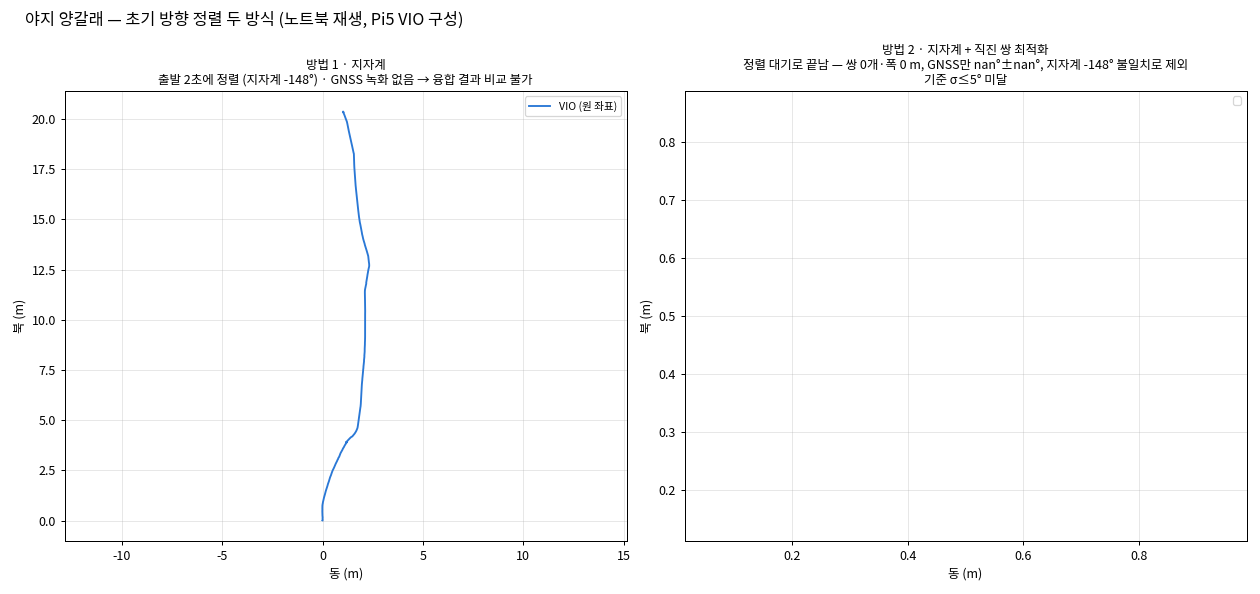 야지 양갈래 — 초기 방향 정렬 두 방식 (노트북 재생, Pi5 VIO 구성)
방법 1 · 지자계
출발 2초에 정렬 (지자계 -148°) · GNSS 녹화 없음 → 융합 결과 비교 불가
VIO (원 좌표)
20.0
17.5
15.0
12.5
10.0
7.5
5.0
2.5
0.0
북 (m)
-10
-5
0
5
10
15
동 (m)
방법 2 · 지자계 + 직진 쌍 최적화
정렬 대기로 끝남 — 쌍 0개·폭 0 m, GNSS만 nan°±nan°, 지자계 -148° 불일치로 제외
기준 σ≤5° 미달
0.8
0.7
0.6
0.5
0.4
0.3
0.2
북 (m)
0.2
0.4
0.6
0.8
동 (m)